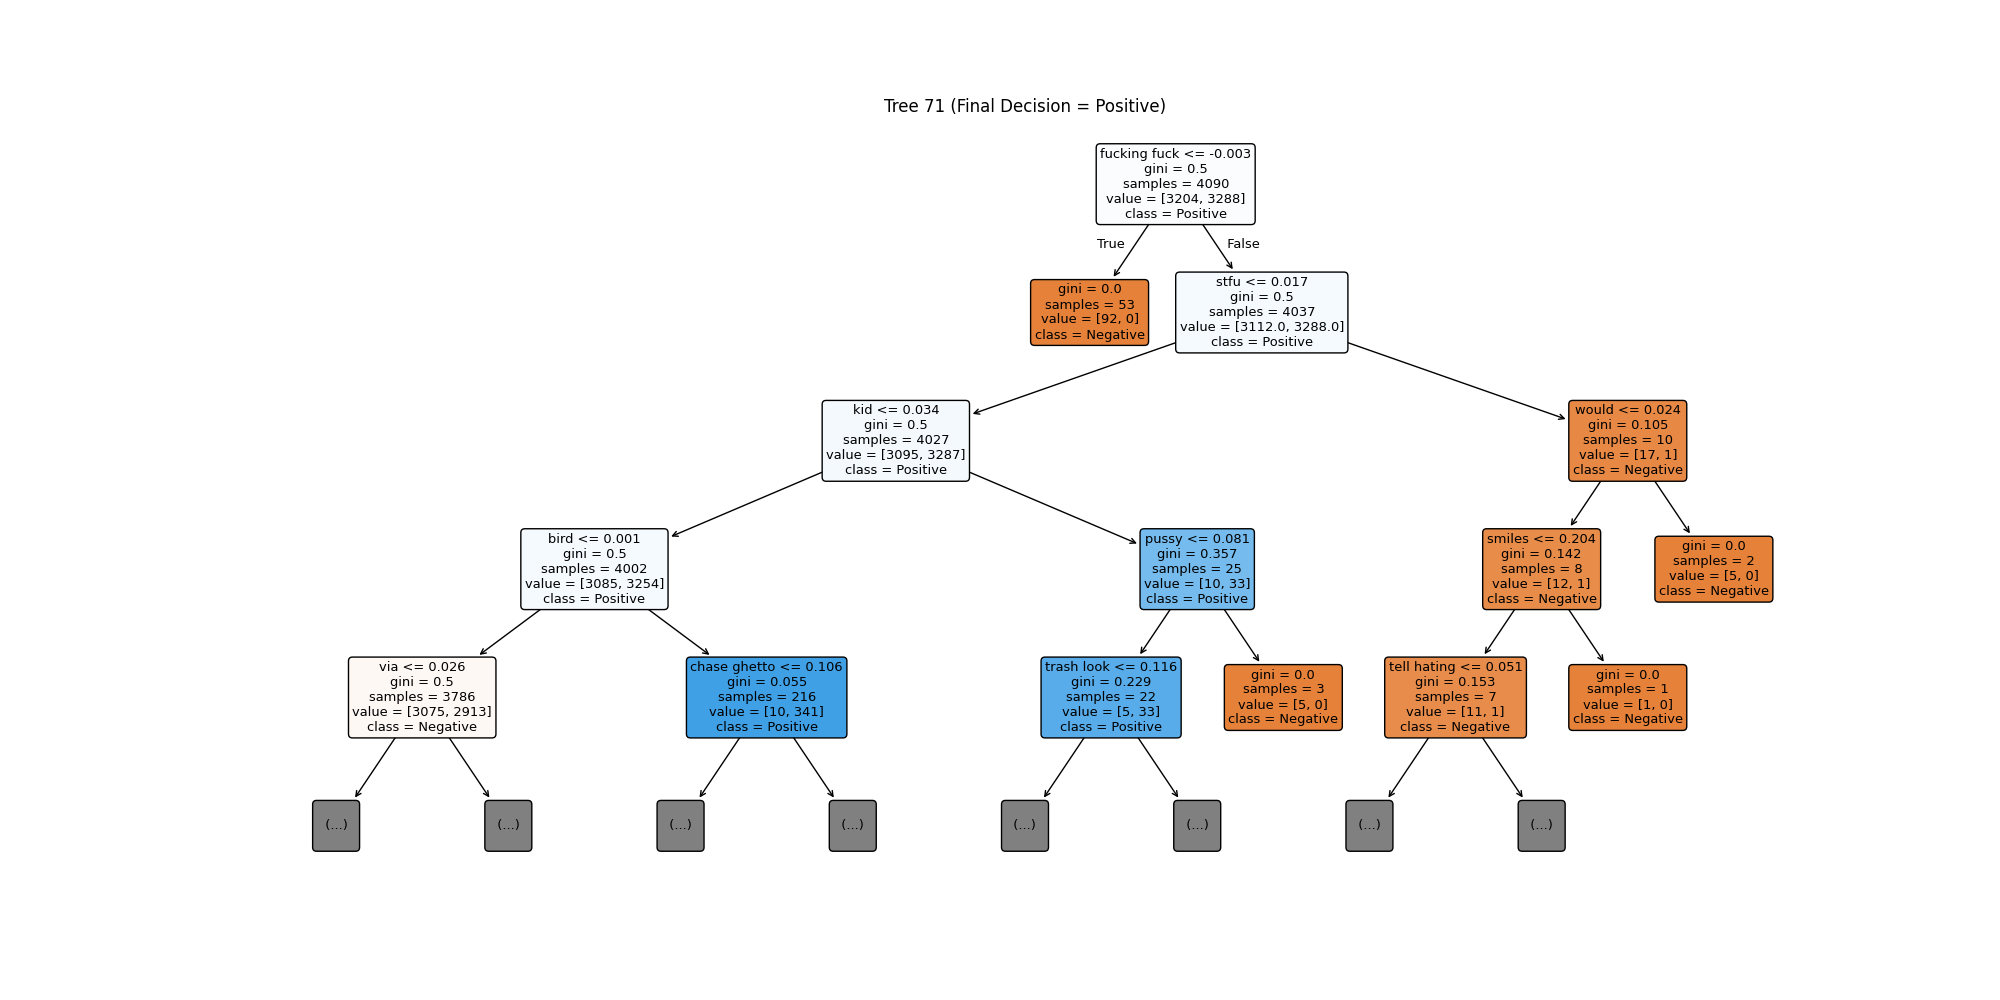 Tree 71 (Final Decision = Positive)
fucking fuck <= -0.003
gini = 0.5
samples = 4090
value = [3204, 3288]
class = Positive
True
False
gini = 0.0
samples = 53
value = [92, 0]
class = Negative
stfu <= 0.017
gini = 0.5
samples = 4037
value = [3112.0, 3288.0]
class = Positive
kid <= 0.034
gini = 0.5
samples = 4027
value = [3095, 3287]
class = Positive
would <= 0.024
gini = 0.105
samples = 10
value = [17, 1]
class = Negative
bird <= 0.001
gini = 0.5
samples = 4002
value = [3085, 3254]
class = Positive
pussy <= 0.081
gini = 0.357
samples = 25
value = [10, 33]
class = Positive
smiles <= 0.204
gini = 0.142
samples = 8
value = [12, 1]
class = Negative
gini = 0.0
samples = 2
value = [5, 0]
class = Negative
via <= 0.026
gini = 0.5
samples = 3786
value = [3075, 2913]
class = Negative
chase ghetto <= 0.106
gini = 0.055
samples = 216
value = [10, 341]
class = Positive
trash look <= 0.116
gini = 0.229
samples = 22
value = [5, 33]
class = Positive
gini = 0.0
samples = 3
value = [5, 0]
class = Negative
tell hating <= 0.051
gini = 0.153
samples = 7
value = [11, 1]
class = Negative
gini = 0.0
samples = 1
value = [1, 0]
class = Negative
(...)
(...)
(...)
(...)
(...)
(...)
(...)
(...)